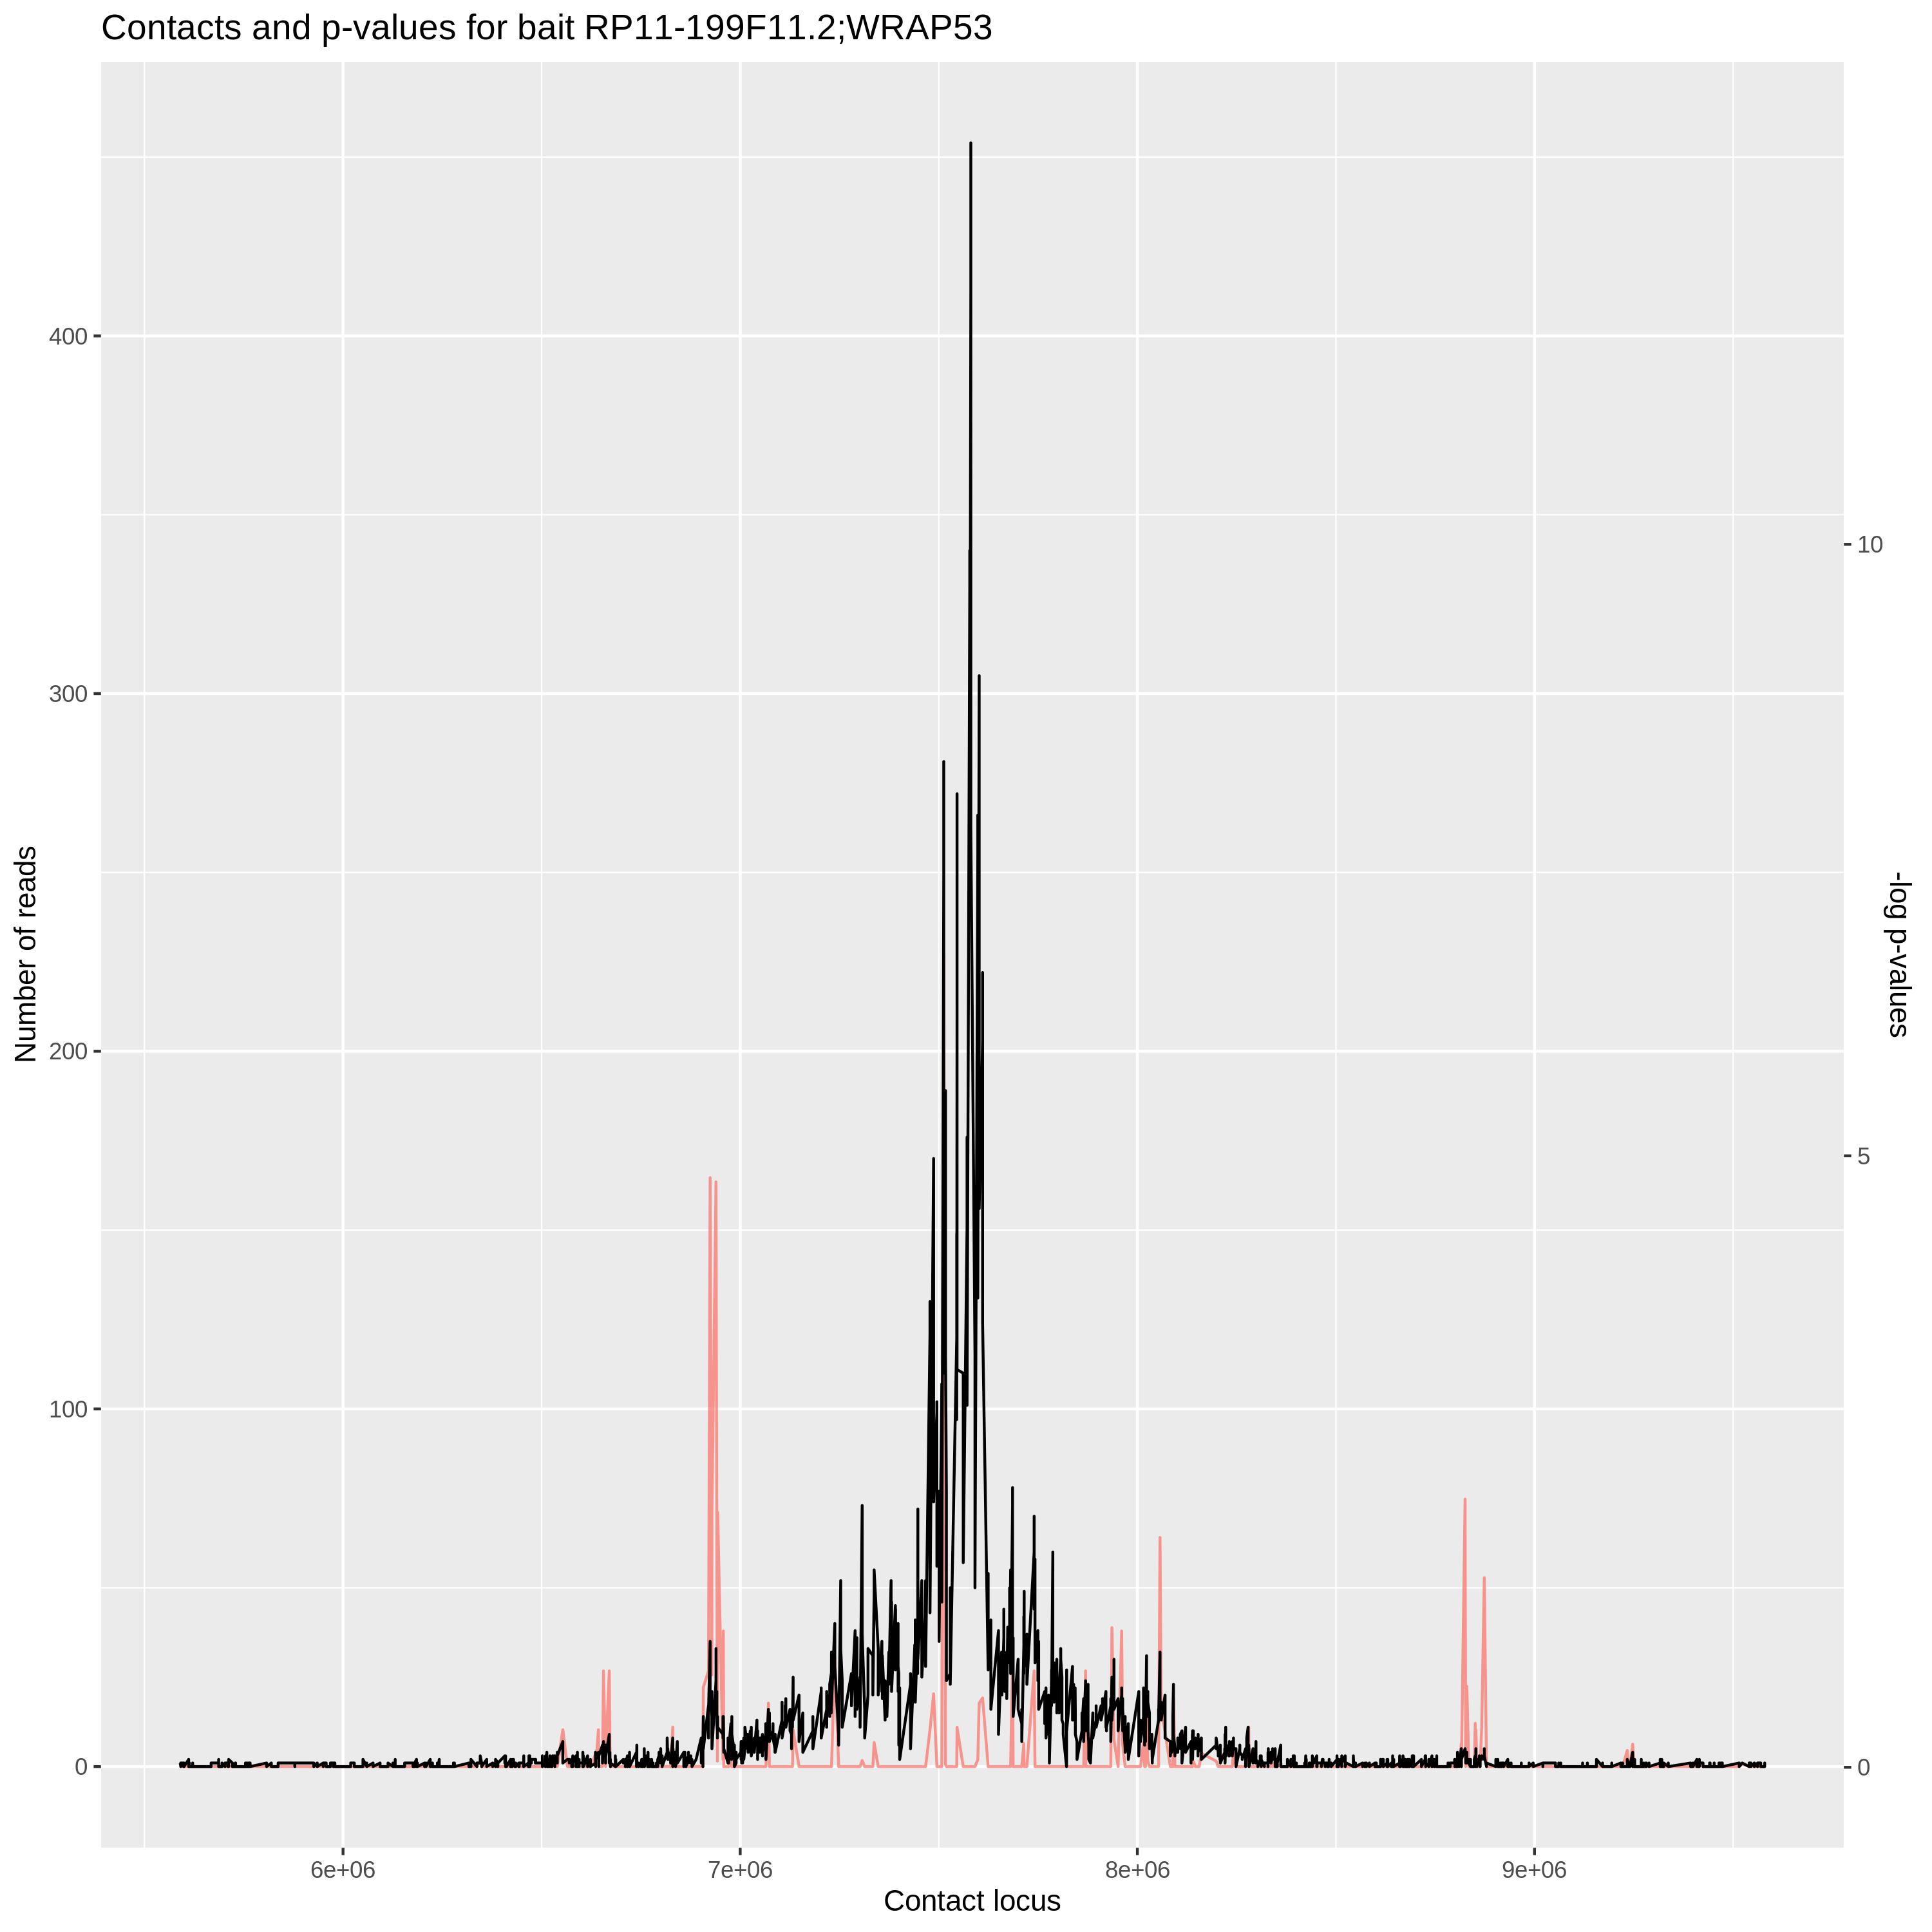 Contacts and p-values for bait RP11-199F11.2;WRAP53
Number of reads
400
300
200
100
0
10
5
0
-log p-values
6e+06
7e+06
8e+06
9e+06
Contact locus